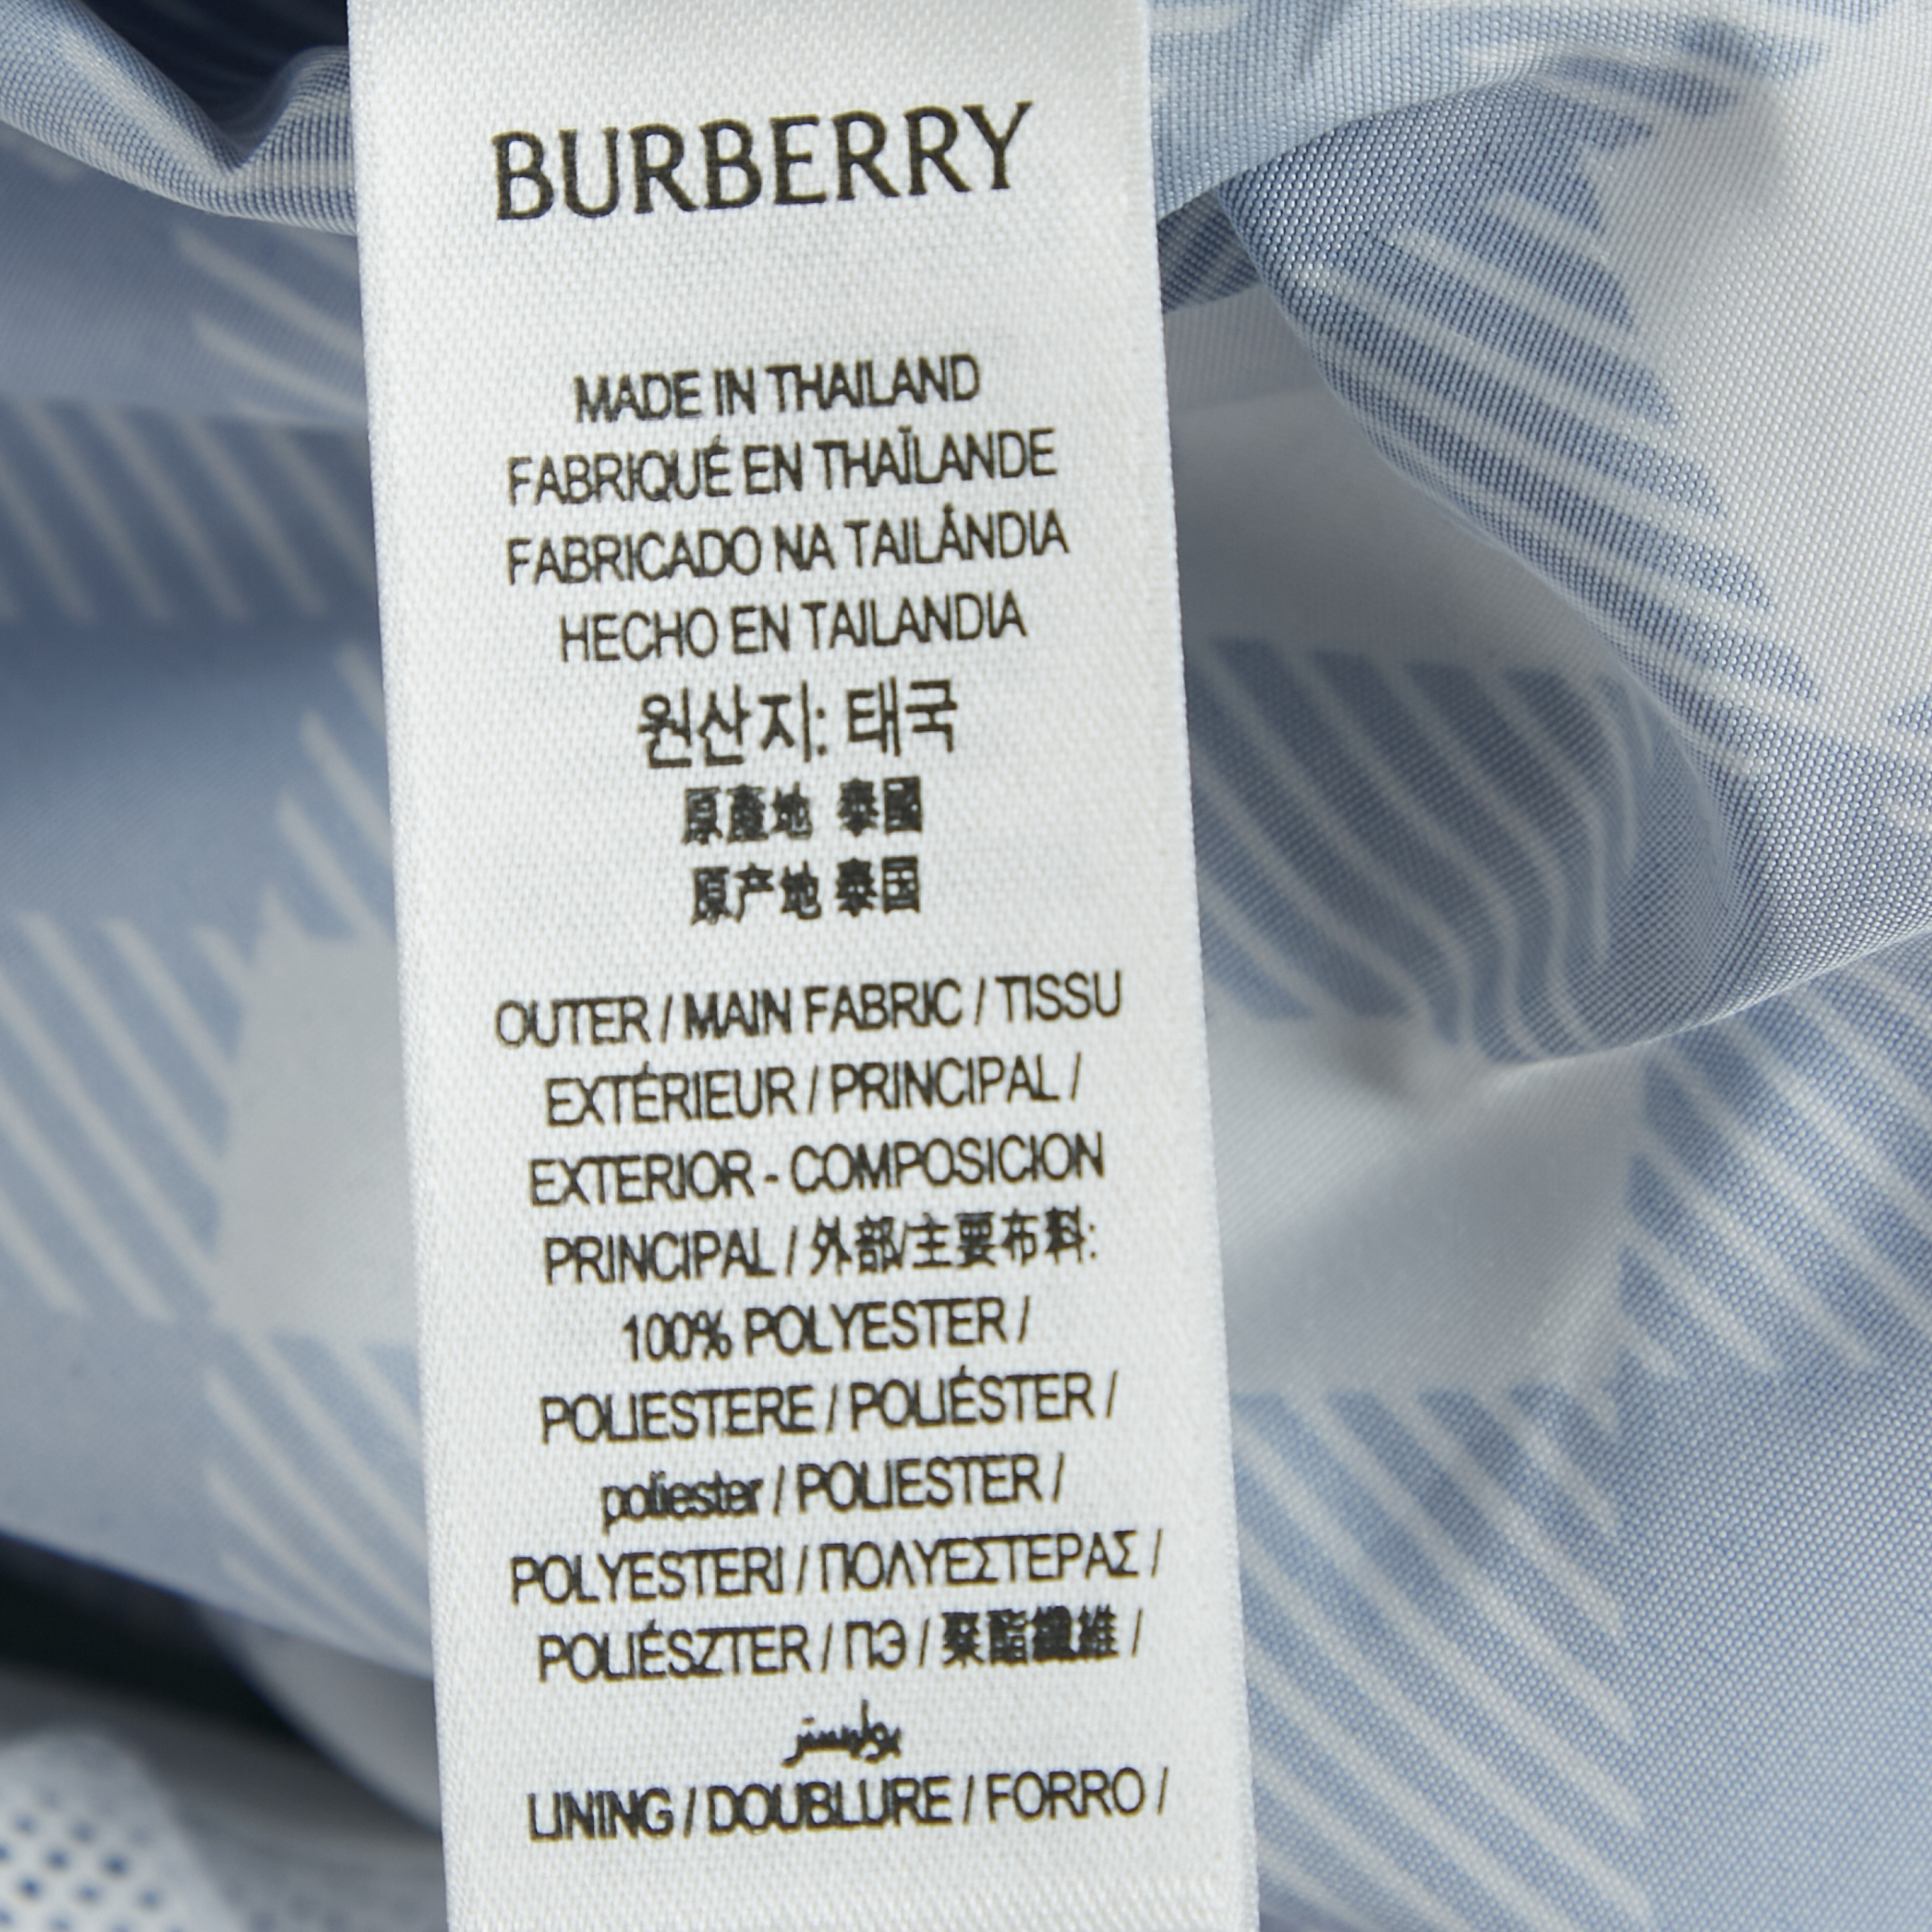 BURBERRY
MADE IN THAILAND
FABRIQUÉ EN THAÏLANDE
FABRICADO NA TAILÂNDIA
HECHO EN TAILANDIA
원산지: 태국
原產地 泰國
原产地 泰国
OUTER / MAIN FABRIC / TISSU
EXTÉRIEUR / PRINCIPAL /
EXTERIOR - COMPOSICION
PRINCIPAL / 外部/主要布料:
100% POLYESTER /
POLIESTERE / POLIÉSTER /
poliester / POLIESTER /
POLYESTERI / ΠΟΛΥΕΣΤΕΡΑΣ /
POLIÉSZTER / ПЭ / 聚酯纖維 /
بوليستر
LINING / DOUBLURE / FORRO /